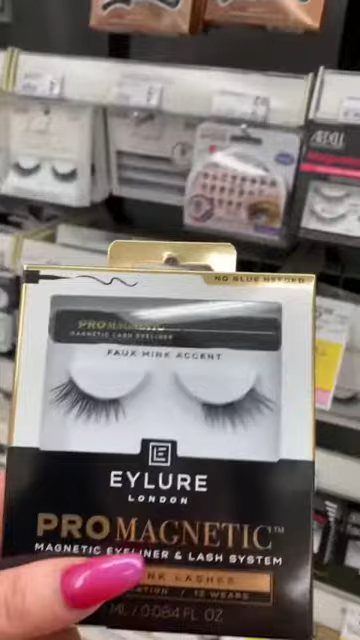 ARDELL
NO GLUE NEEDED
PROMAGNETIC
MAGNETIC LASH EYELINER
FAUX MINK ACCENT
E
EYLURE
LONDON
PROMAGNETIC™
MAGNETIC EYELINER & LASH SYSTEM
LASHES
10 WEARS
ML / 0.084 FL OZ